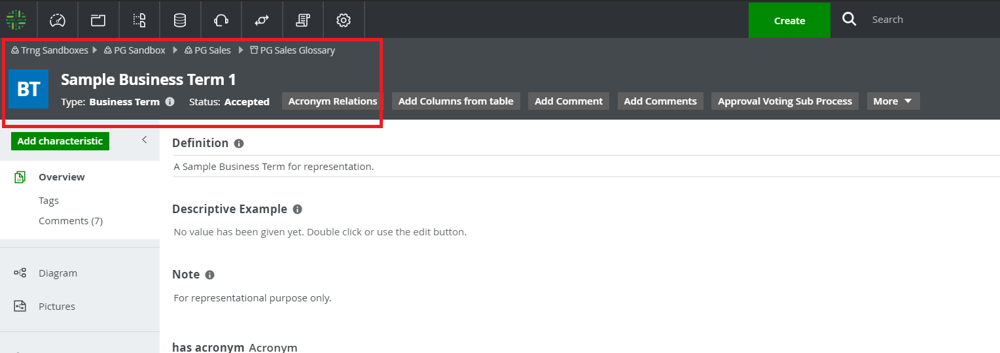 Create
Search
Trng Sandboxes PG Sandbox PG Sales PG Sales Glossary
BT
Sample Business Term 1
Type: Business Term Status: Accepted
Acronym Relations Add Columns from table Add Comment Add Comments Approval Voting Sub Process More
Add characteristic
Overview
Tags
Comments (7)
Diagram
Pictures
Definition
A Sample Business Term for representation.
Descriptive Example
No value has been given yet. Double click or use the edit button.
Note
For representational purpose only.
has acronym Acronym